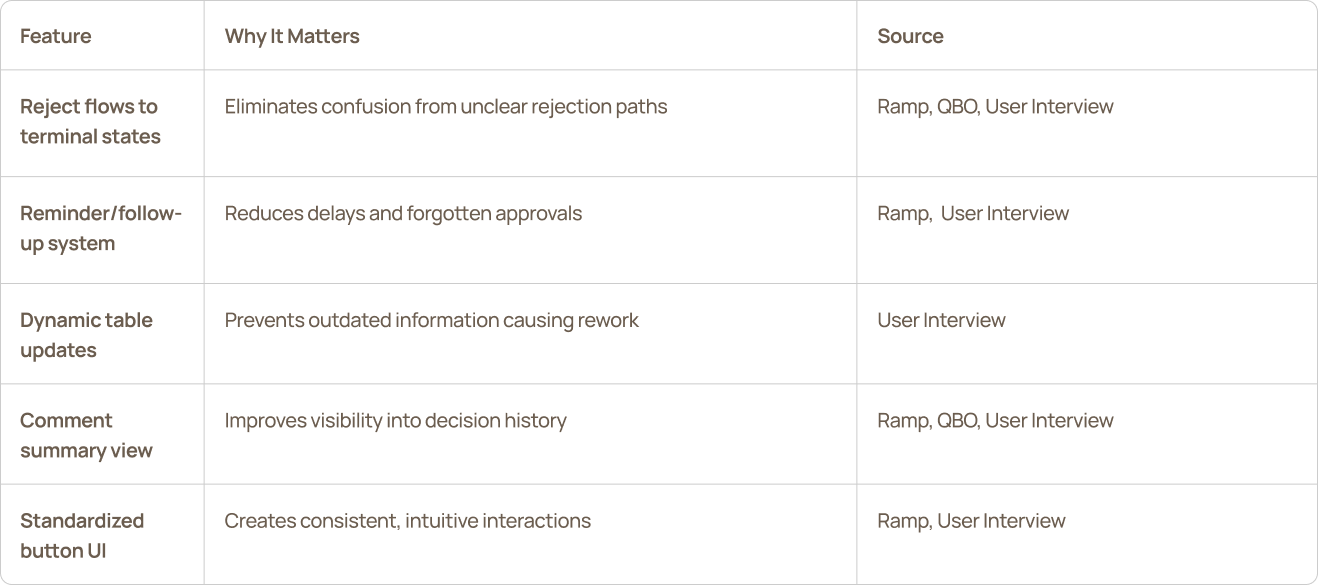 Feature
Why It Matters
Source
Reject flows to
terminal states
Eliminates confusion from unclear rejection paths
Ramp, QBO, User Interview
Reminder/follow-
up system
Reduces delays and forgotten approvals
Ramp,  User Interview
Dynamic table
updates
Prevents outdated information causing rework
User Interview
Comment
summary view
Improves visibility into decision history
Ramp, QBO, User Interview
Standardized
button UI
Creates consistent, intuitive interactions
Ramp, User Interview